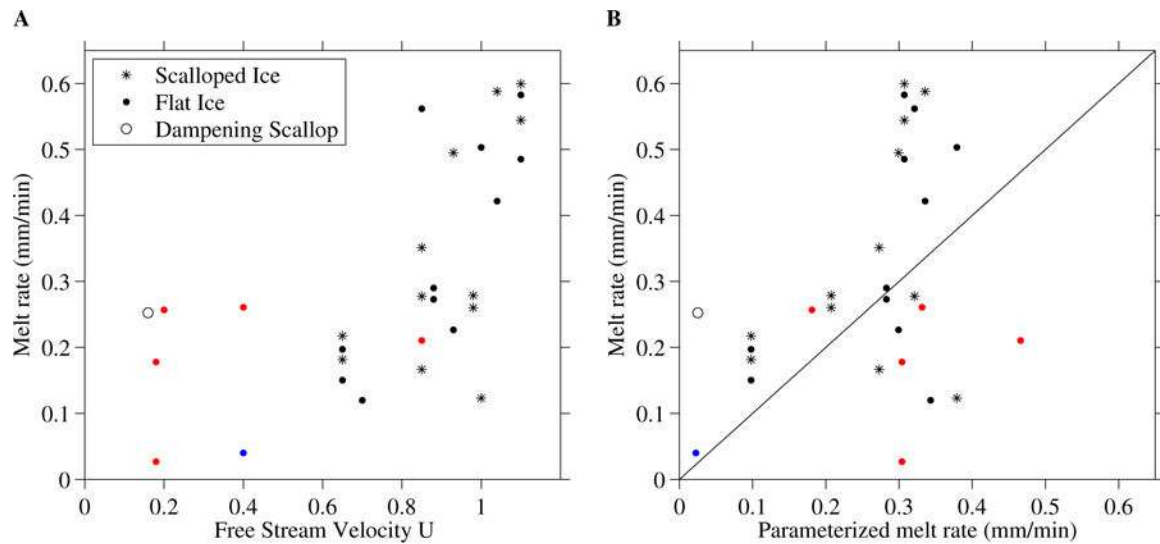 A
B
0.6
0.5
0.4
0.3
0.2
0.1
0
Melt rate (mm/min)
Scalloped Ice
Flat Ice
Dampening Scallop
0 0.2 0.4 0.6 0.8 1
Free Stream Velocity U
0.6
0.5
0.4
0.3
0.2
0.1
0
Melt rate (mm/min)
0 0.1 0.2 0.3 0.4 0.5 0.6
Parameterized melt rate (mm/min)